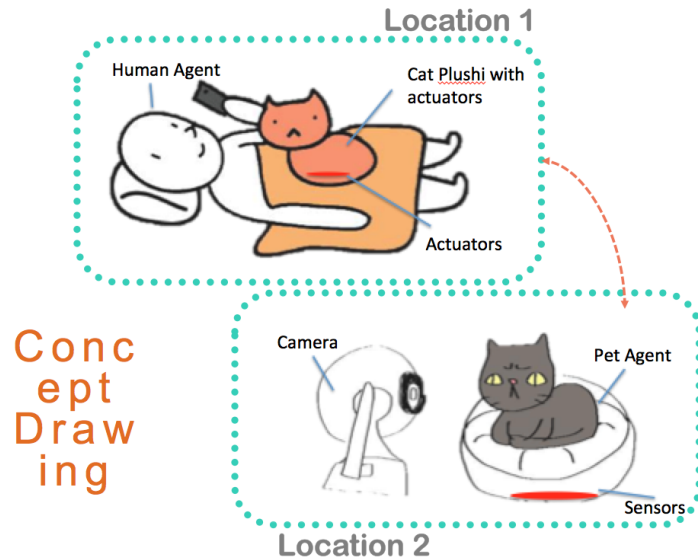 Location 1
Human Agent
Cat Plushi with
actuators
Actuators
Conc
ept
Draw
ing
Camera
Pet Agent
Sensors
Location 2